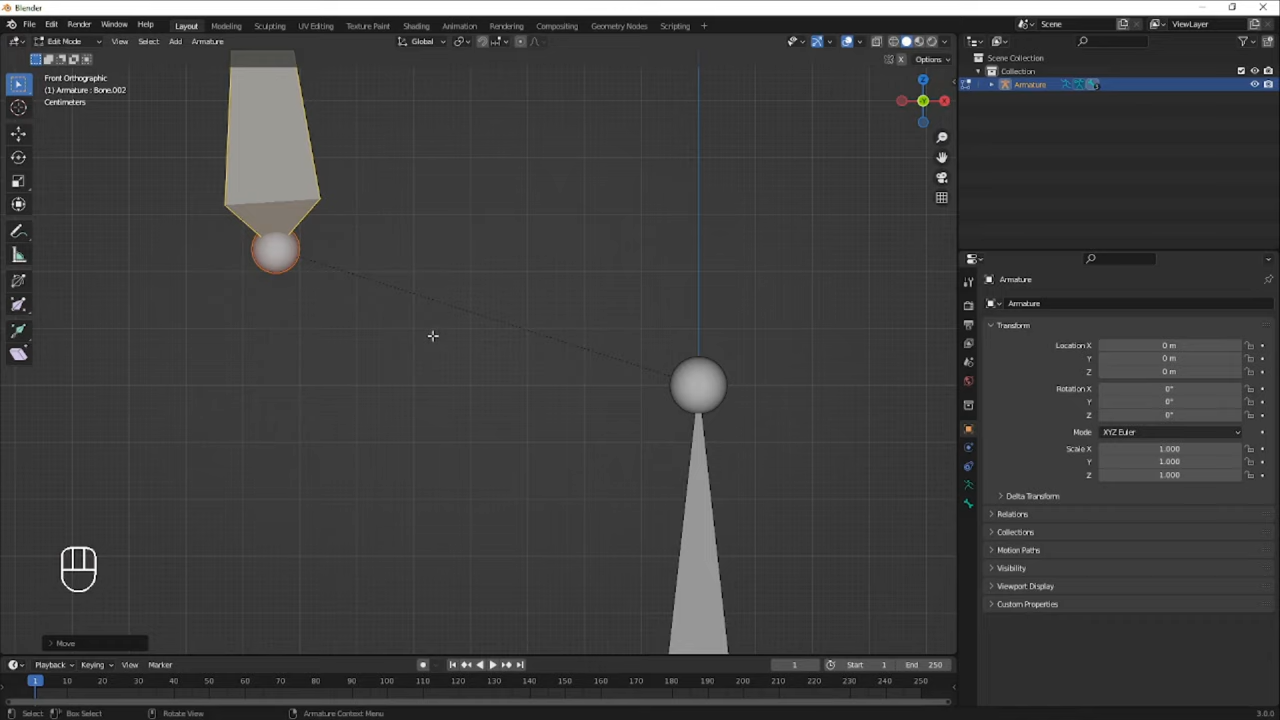 Blender
File Edit Render Window Help Layout Modeling Sculpting UV Editing Texture Paint Shading Animation Rendering Compositing Geometry Nodes Scripting + Scene ViewLayer
Edit Mode View Select Add Armature Global
X Options
Front Orthographic
(1) Armature : Bone.002
Centimeters
Scene Collection
Collection
Armature
Armature
Armature
Transform
Location X 0 m
Y 0 m
Z 0 m
Rotation X 0°
Y 0°
Z 0°
Mode XYZ Euler
Scale X 1.000
Y 1.000
Z 1.000
Delta Transform
Relations
Collections
Motion Paths
Visibility
Viewport Display
Custom Properties
Move
Playback Keying View Marker 1 Start 1 End 250
1 10 20 30 40 50 60 70 80 90 100 110 120 130 140 150 160 170 180 190 200 210 220 230 240 250
Select Box Select Rotate View Armature Context Menu 3.0.0